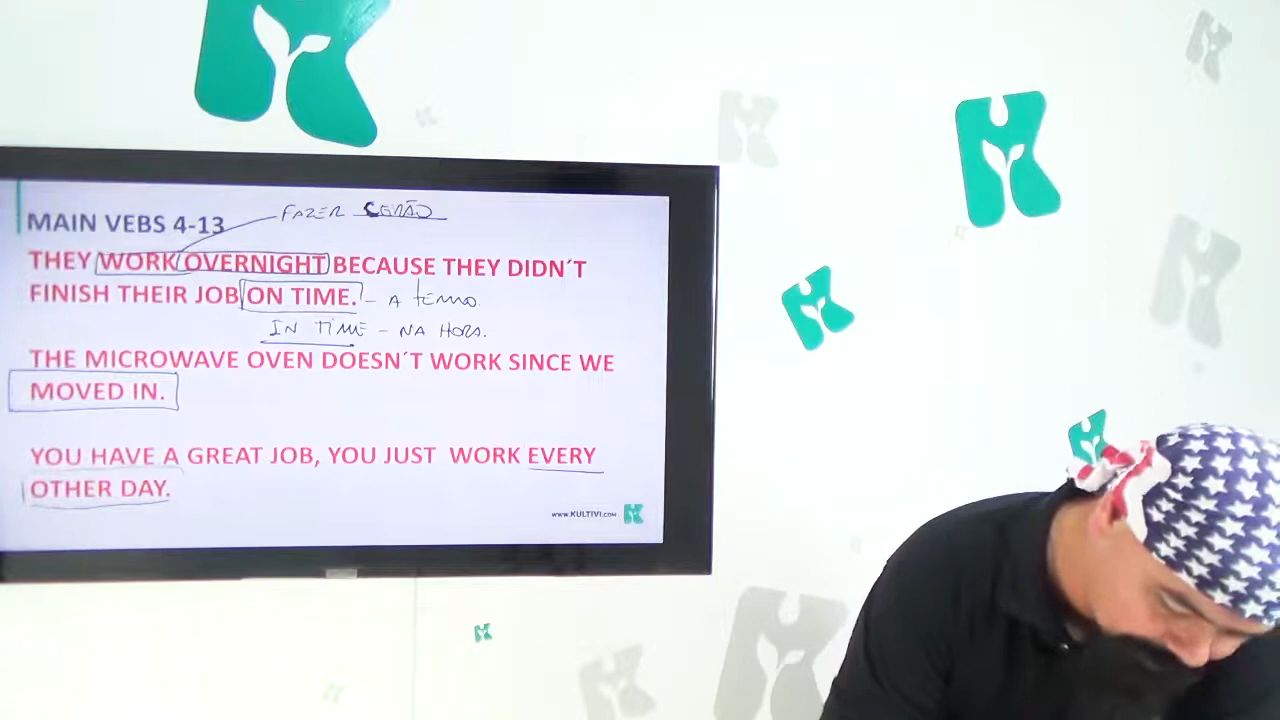 MAIN VEBS 4-13
FAZER SERÃO
THEY WORK OVERNIGHT BECAUSE THEY DIDN´T
FINISH THEIR JOB ON TIME. - A TEMPO.
IN TIME - NA HORA.
THE MICROWAVE OVEN DOESN´T WORK SINCE WE
MOVED IN.
YOU HAVE A GREAT JOB, YOU JUST WORK EVERY
OTHER DAY.
www.KULTIVI.COM